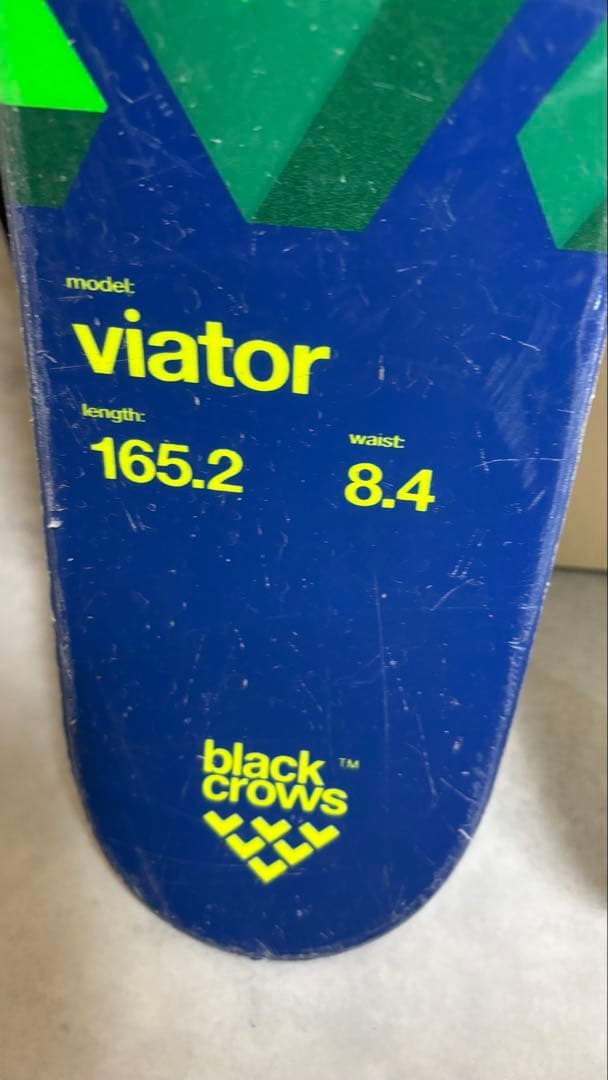 model:
viator
length:
165.2
waist:
8.4
black
crows
TM